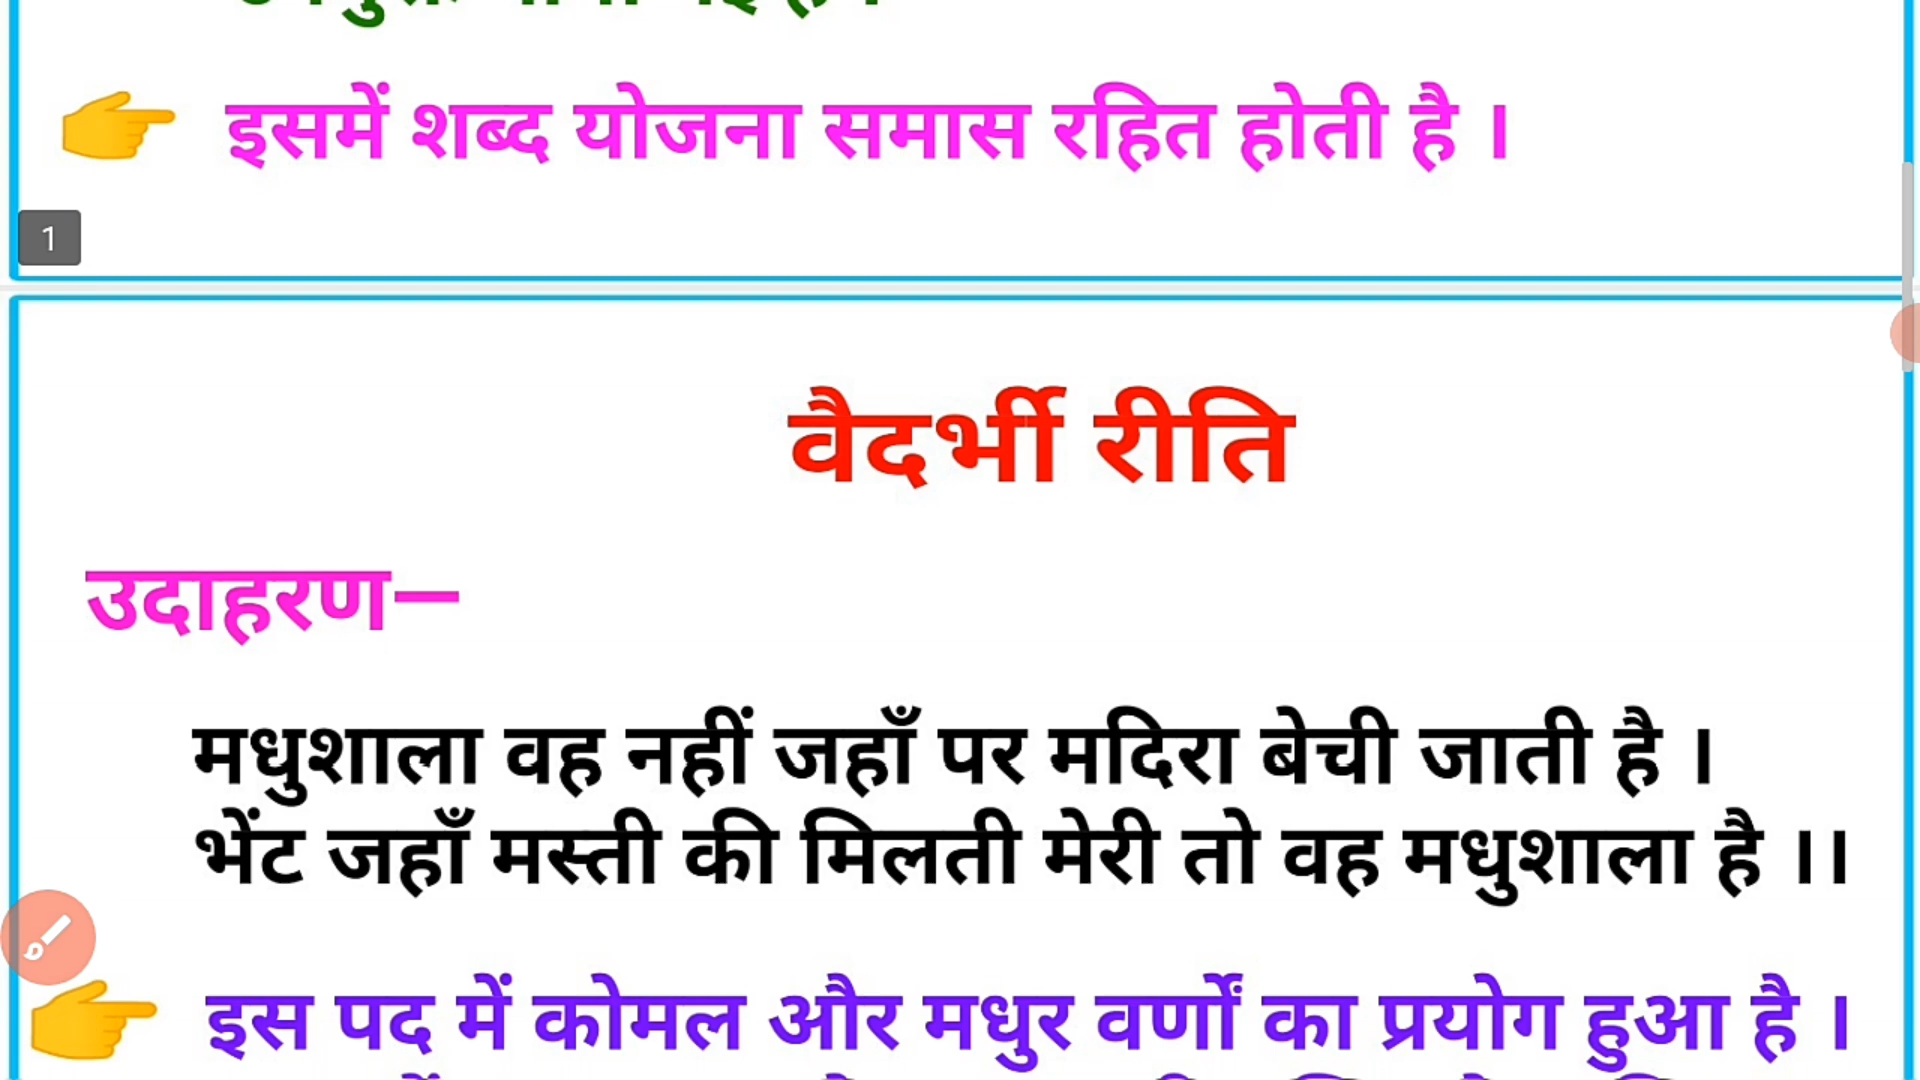 इसमें शब्द योजना समास रहित होती है ।
1
वैदर्भी रीति
उदाहरण—
मधुशाला वह नहीं जहाँ पर मदिरा बेची जाती है ।
भेंट जहाँ मस्ती की मिलती मेरी तो वह मधुशाला है ।।
इस पद में कोमल और मधुर वर्णों का प्रयोग हुआ है ।